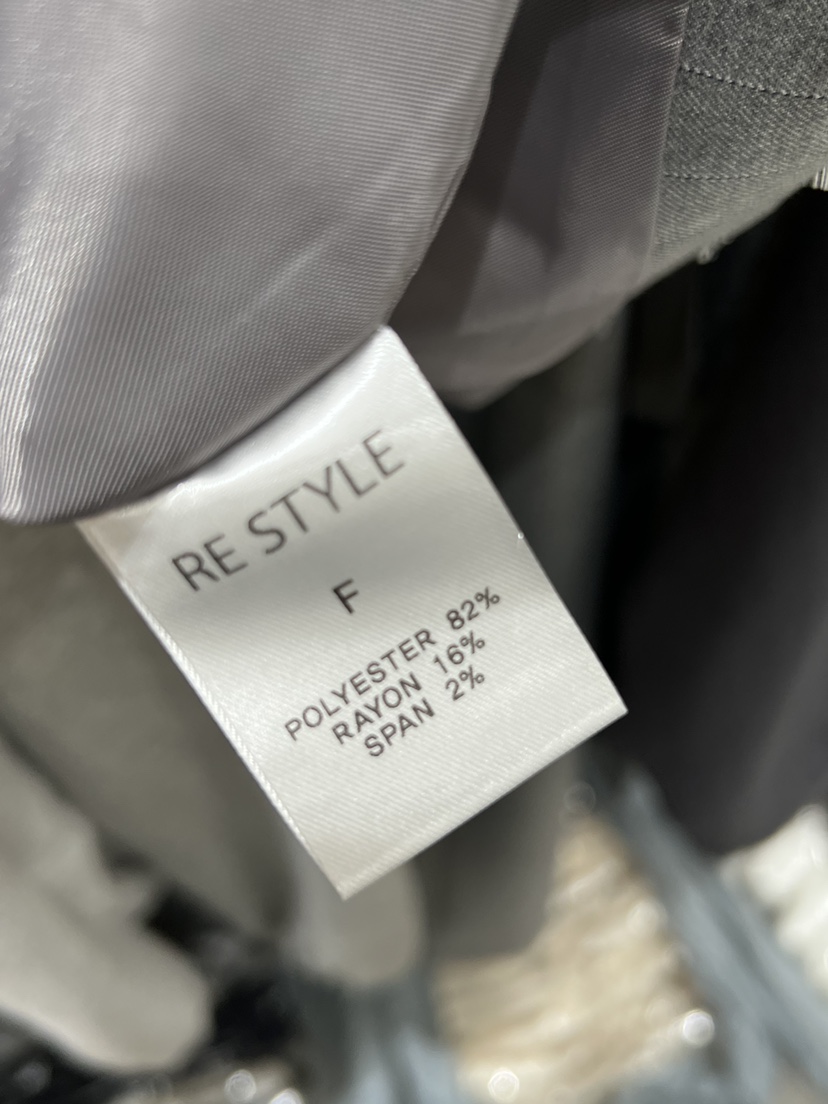 RE STYLE
F
POLYESTER 82%
RAYON 16%
SPAN 2%